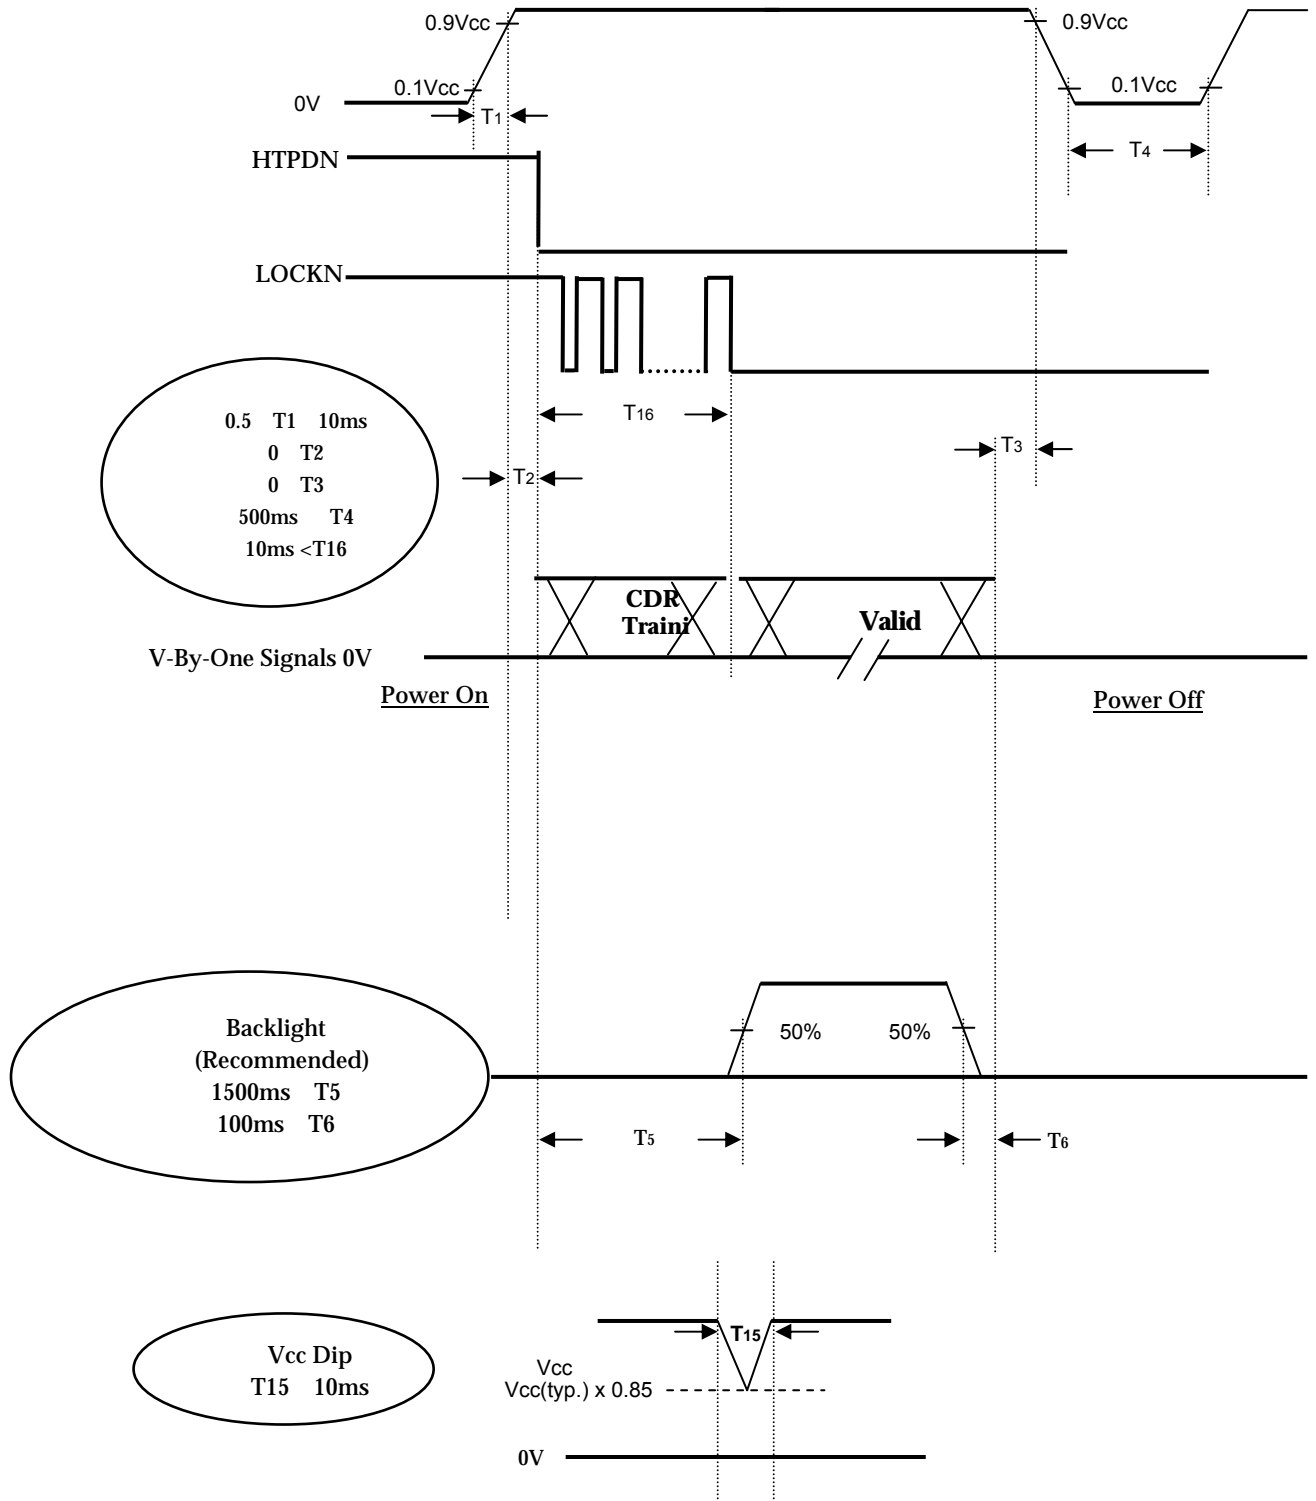 0.9Vcc
0.9Vcc
0.1Vcc
0.1Vcc
0V
T1
T4
HTPDN
LOCKN
T16
0.5 T1 10ms
0 T2
0 T3
500ms T4
10ms <T16
T3
T2
CDR
Traini
Valid
V-By-One Signals 0V
Power On
Power Off
Backlight
(Recommended)
1500ms T5
100ms T6
50%
50%
T5
T6
T15
Vcc Dip
T15 10ms
Vcc
Vcc(typ.) x 0.85
0V